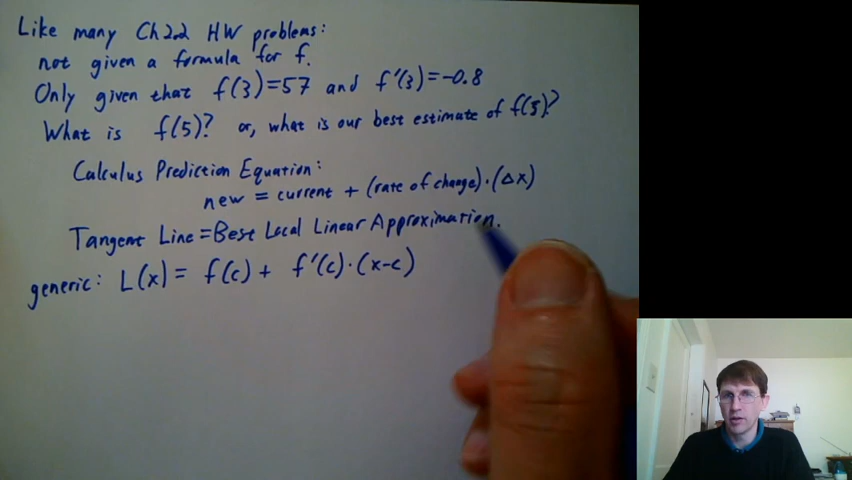 Like many Ch 2.2 HW problems:
not given a formula for f.
Only given that f(3)=57 and f'(3)=-0.8
What is f(5)? or, what is our best estimate of f(5)?
Calculus Prediction Equation:
new = current + (rate of change)·(Δx)
Tangent Line=Best Local Linear Approximation.
generic: L(x) = f(c) + f'(c)·(x-c)